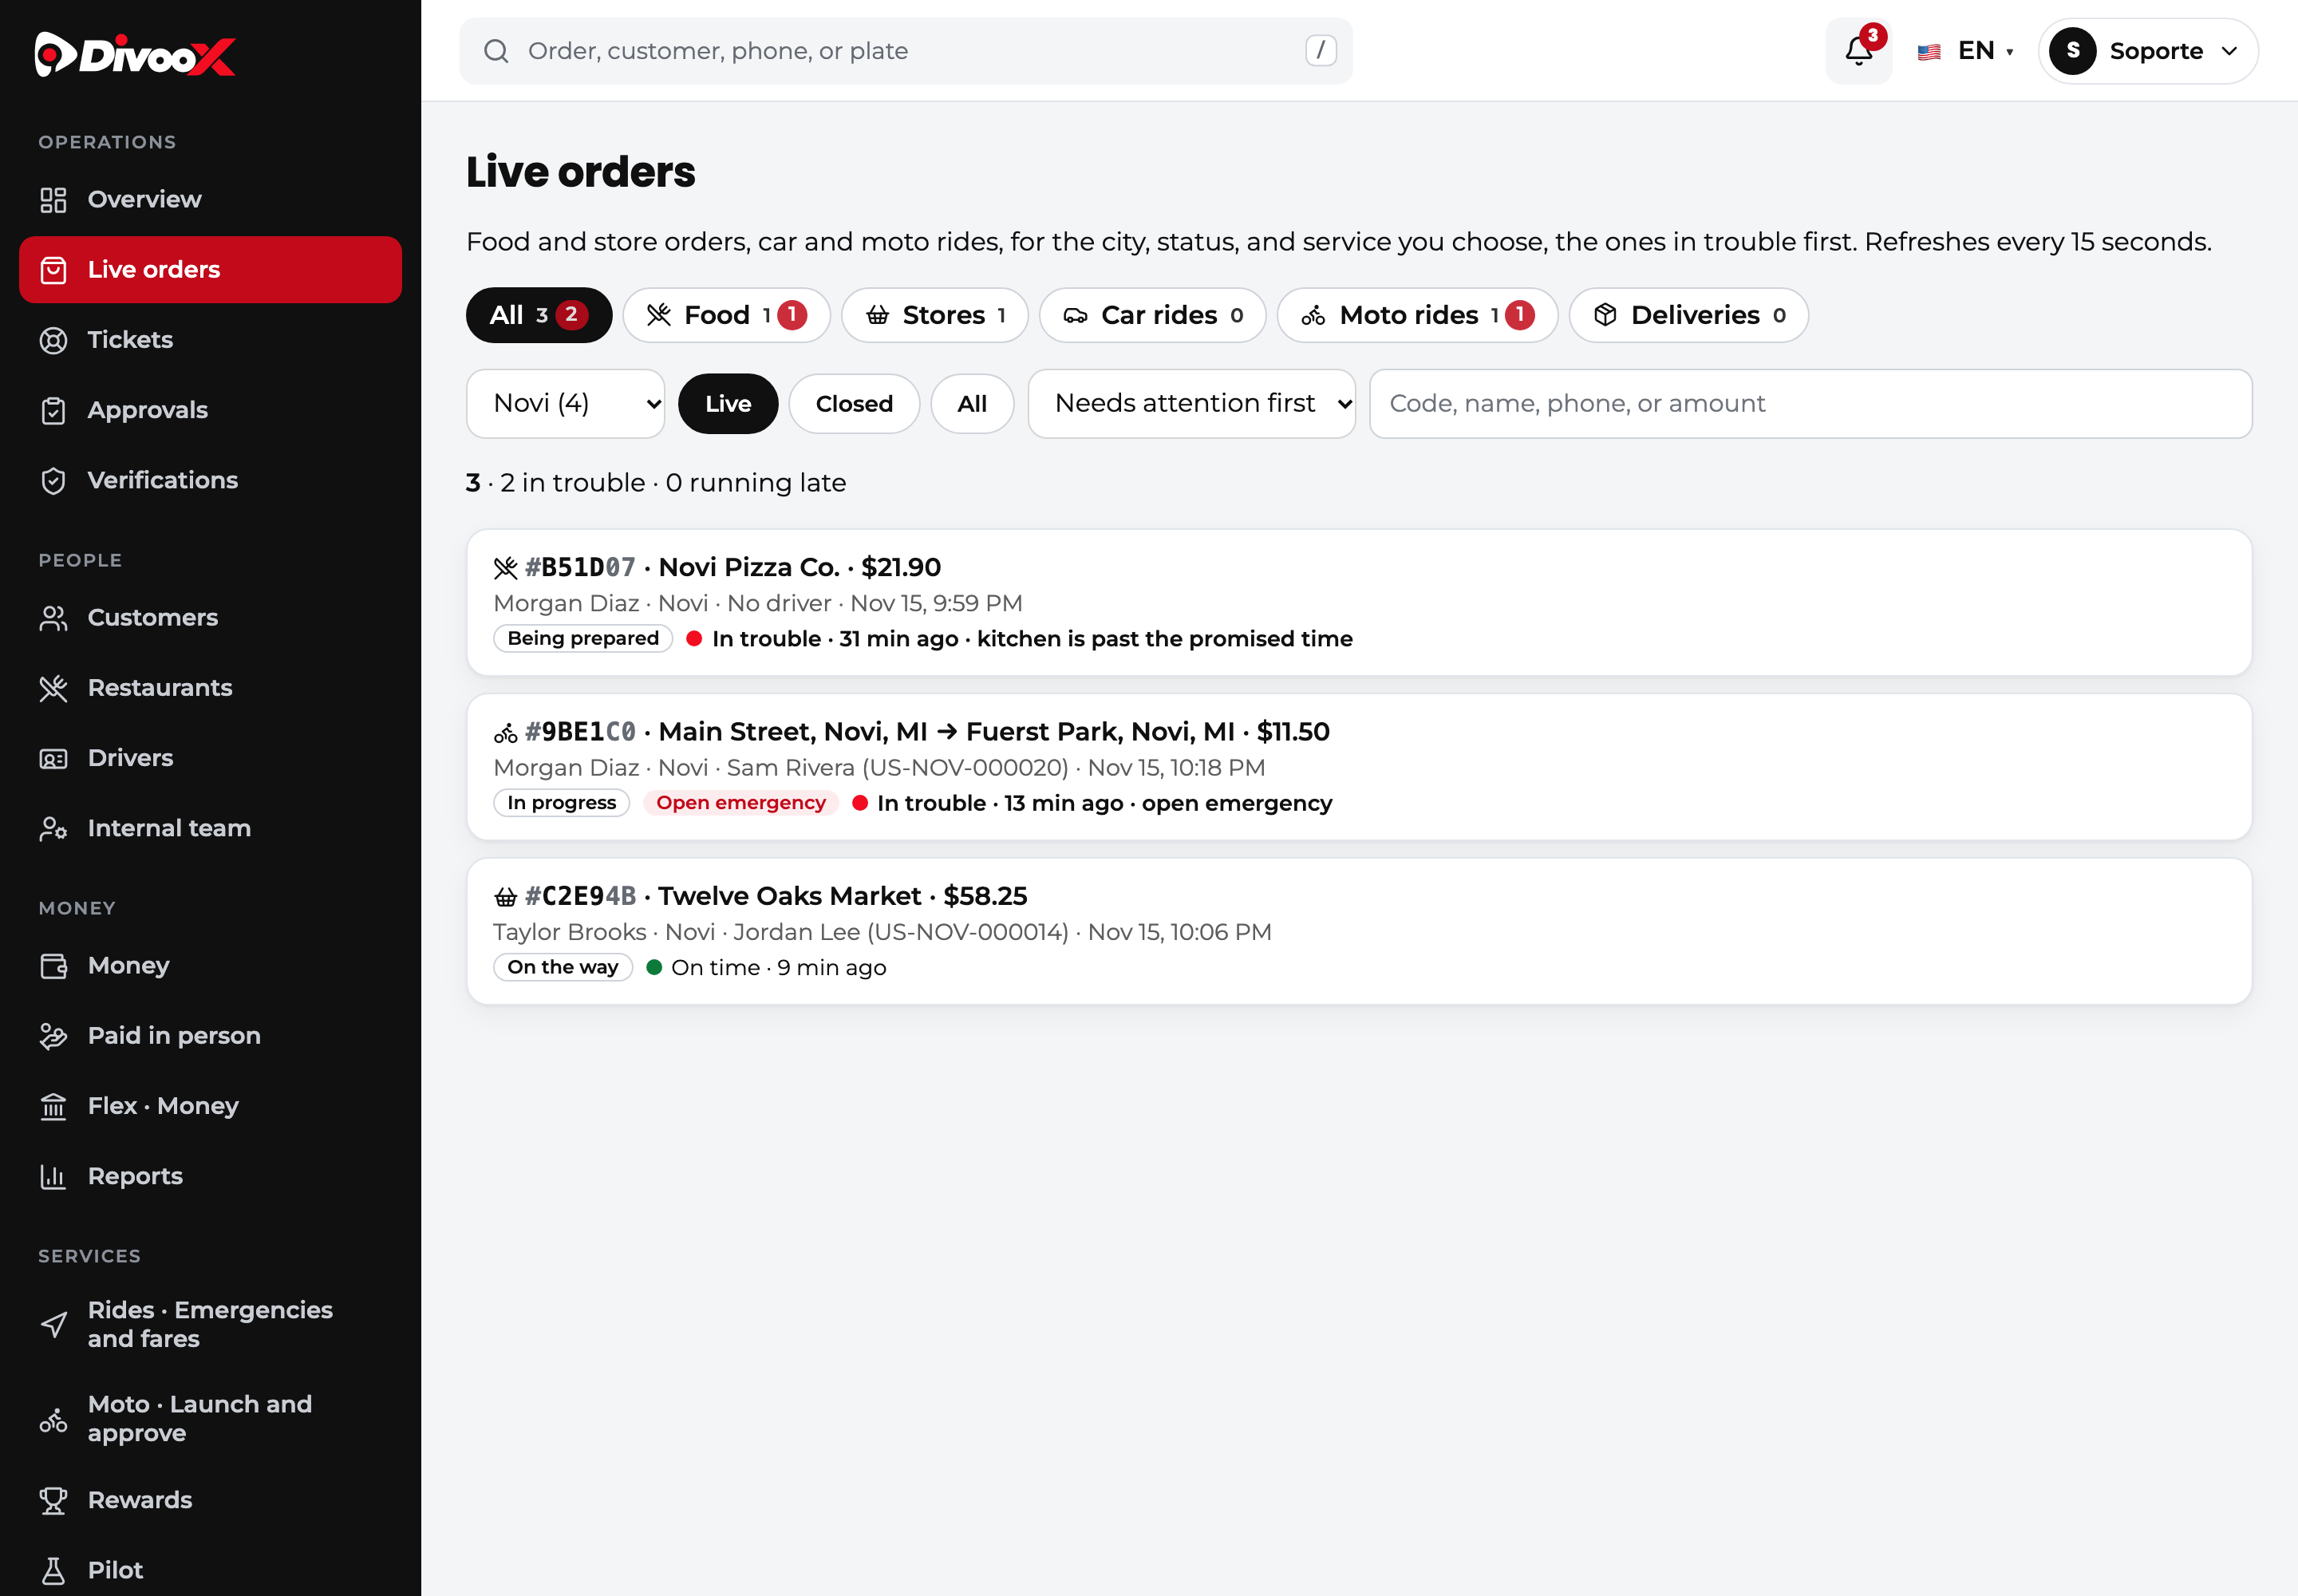 DivooX
Order, customer, phone, or plate
/
3
EN
S
Soporte
OPERATIONS
Overview
Live orders
Tickets
Approvals
Verifications
PEOPLE
Customers
Restaurants
Drivers
Internal team
MONEY
Money
Paid in person
Flex · Money
Reports
SERVICES
Rides · Emergencies
and fares
Moto · Launch and
approve
Rewards
Pilot
Live orders
Food and store orders, car and moto rides, for the city, status, and service you choose, the ones in trouble first. Refreshes every 15 seconds.
All 3 2
Food 1 1
Stores 1
Car rides 0
Moto rides 1 1
Deliveries 0
Novi (4)
Live
Closed
All
Needs attention first
Code, name, phone, or amount
3 · 2 in trouble · 0 running late
#B51D07 · Novi Pizza Co. · $21.90
Morgan Diaz · Novi · No driver · Nov 15, 9:59 PM
Being prepared In trouble · 31 min ago · kitchen is past the promised time
#9BE1C0 · Main Street, Novi, MI → Fuerst Park, Novi, MI · $11.50
Morgan Diaz · Novi · Sam Rivera (US-NOV-000020) · Nov 15, 10:18 PM
In progress Open emergency In trouble · 13 min ago · open emergency
#C2E94B · Twelve Oaks Market · $58.25
Taylor Brooks · Novi · Jordan Lee (US-NOV-000014) · Nov 15, 10:06 PM
On the way On time · 9 min ago